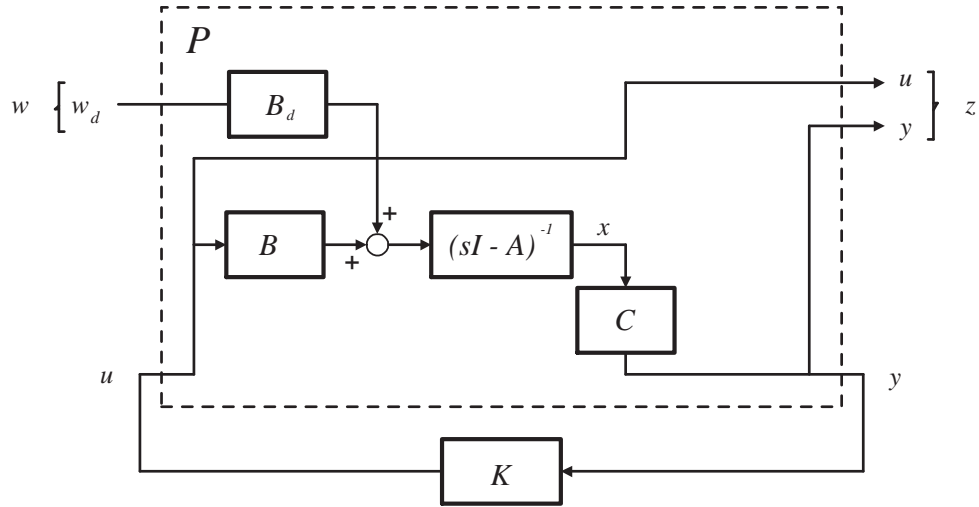 P
w { w_d
B_d
u
y
} z
+
B
+
(sI - A)^{-1}
x
C
u
y
K